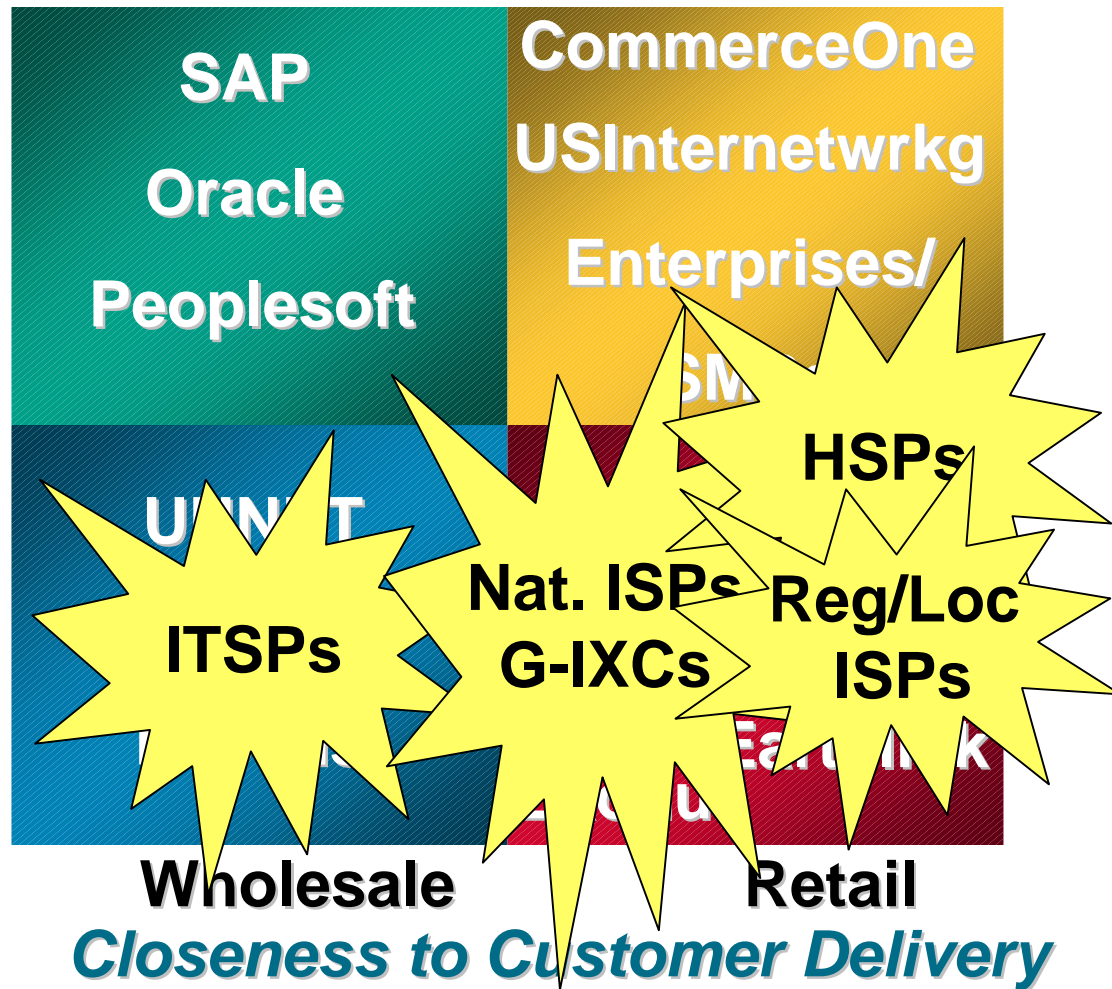 SAP
Oracle
Peoplesoft
CommerceOne
USInternetwrkg
Enterprises/
HSPs
ITSPs
Nat. ISPs
G-IXCs
Reg/Loc
ISPs
Wholesale
Retail
Closeness to Customer Delivery